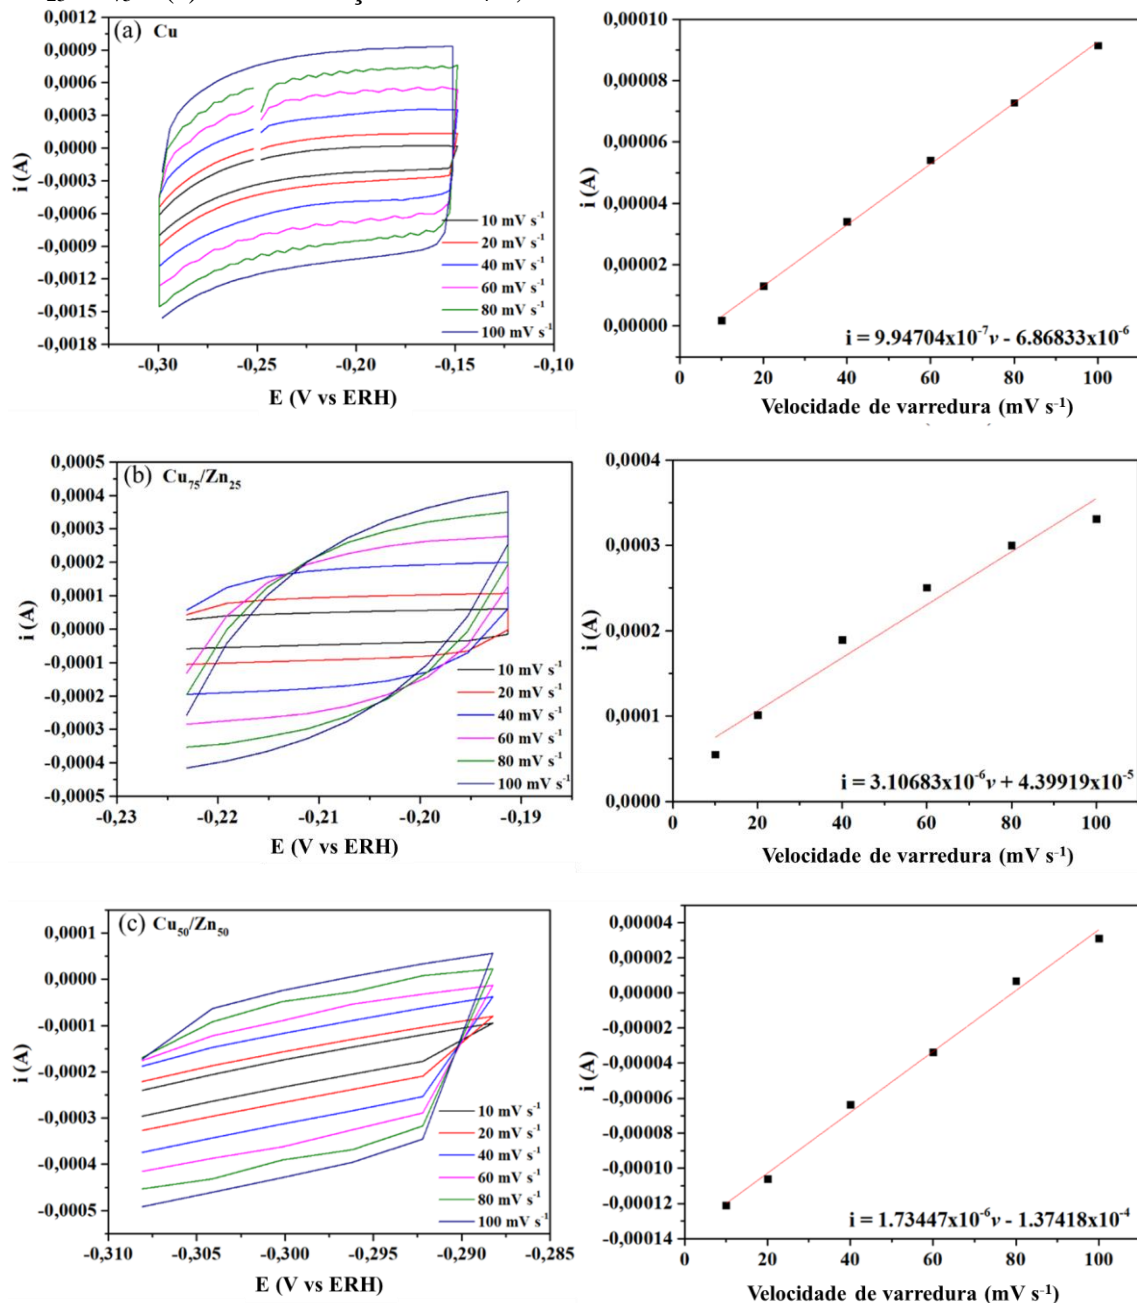 (a) Cu
0,0012
0,0009
0,0006
0,0003
0,0000
-0,0003
-0,0006
-0,0009
-0,0012
-0,0015
-0,0018
i (A)
10 mV s⁻¹
20 mV s⁻¹
40 mV s⁻¹
60 mV s⁻¹
80 mV s⁻¹
100 mV s⁻¹
-0,30 -0,25 -0,20 -0,15 -0,10
E (V vs ERH)
0,00010
0,00008
0,00006
0,00004
0,00002
0,00000
i (A)
i = 9.94704x10⁻⁷v - 6.86833x10⁻⁶
0 20 40 60 80 100
Velocidade de varredura (mV s⁻¹)
(b) Cu₇₅/Zn₂₅
0,0005
0,0004
0,0003
0,0002
0,0001
0,0000
-0,0001
-0,0002
-0,0003
-0,0004
-0,0005
i (A)
10 mV s⁻¹
20 mV s⁻¹
40 mV s⁻¹
60 mV s⁻¹
80 mV s⁻¹
100 mV s⁻¹
-0,23 -0,22 -0,21 -0,20 -0,19
E (V vs ERH)
0,0004
0,0003
0,0002
0,0001
0,0000
i (A)
i = 3.10683x10⁻⁶v + 4.39919x10⁻⁵
0 20 40 60 80 100
Velocidade de varredura (mV s⁻¹)
(c) Cu₅₀/Zn₅₀
0,0001
0,0000
-0,0001
-0,0002
-0,0003
-0,0004
-0,0005
i (A)
10 mV s⁻¹
20 mV s⁻¹
40 mV s⁻¹
60 mV s⁻¹
80 mV s⁻¹
100 mV s⁻¹
-0,310 -0,305 -0,300 -0,295 -0,290 -0,285
E (V vs ERH)
0,00004
0,00002
0,00000
-0,00002
-0,00004
-0,00006
-0,00008
-0,00010
-0,00012
-0,00014
i (A)
i = 1.73447x10⁻⁶v - 1.37418x10⁻⁴
0 20 40 60 80 100
Velocidade de varredura (mV s⁻¹)